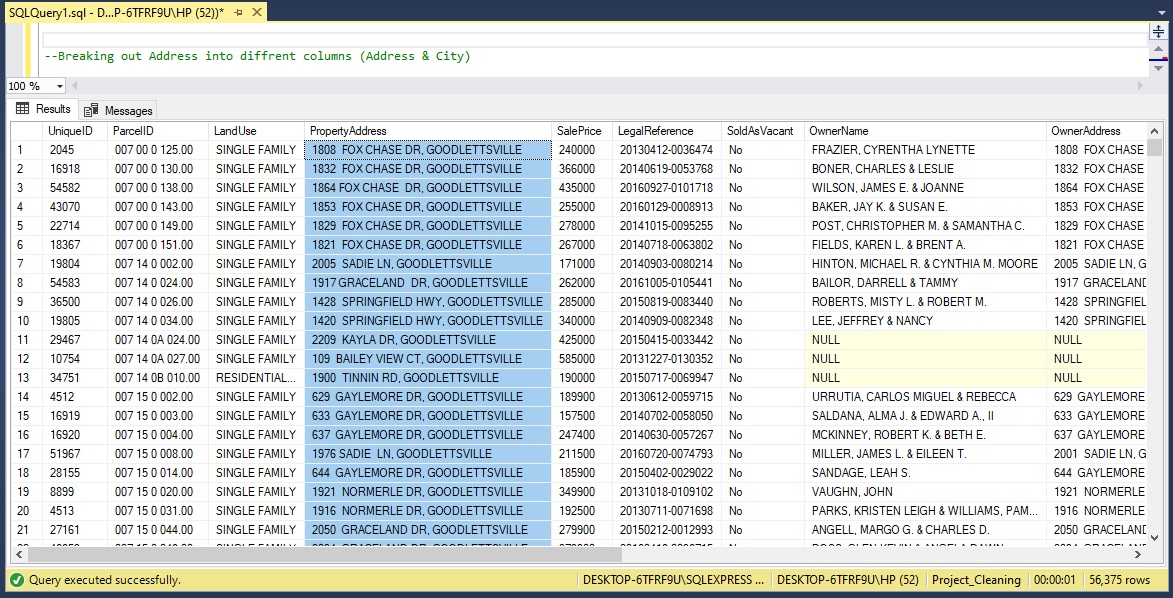 SQLQuery1.sql - D...P-6TFRF9U\HP (52))*
--Breaking out Address into diffrent columns (Address & City)
100 %
Results Messages
UniqueID ParcelID LandUse PropertyAddress SalePrice LegalReference SoldAsVacant OwnerName OwnerAddress
1 2045 007 00 0 125.00 SINGLE FAMILY 1808 FOX CHASE DR, GOODLETTSVILLE 240000 20130412-0036474 No FRAZIER, CYRENTHA LYNETTE 1808 FOX CHASE
2 16918 007 00 0 130.00 SINGLE FAMILY 1832 FOX CHASE DR, GOODLETTSVILLE 366000 20140619-0053768 No BONER, CHARLES & LESLIE 1832 FOX CHASE
3 54582 007 00 0 138.00 SINGLE FAMILY 1864 FOX CHASE DR, GOODLETTSVILLE 435000 20160927-0101718 No WILSON, JAMES E. & JOANNE 1864 FOX CHASE
4 43070 007 00 0 143.00 SINGLE FAMILY 1853 FOX CHASE DR, GOODLETTSVILLE 255000 20160129-0008913 No BAKER, JAY K. & SUSAN E. 1853 FOX CHASE
5 22714 007 00 0 149.00 SINGLE FAMILY 1829 FOX CHASE DR, GOODLETTSVILLE 278000 20141015-0095255 No POST, CHRISTOPHER M. & SAMANTHA C. 1829 FOX CHASE
6 18367 007 00 0 151.00 SINGLE FAMILY 1821 FOX CHASE DR, GOODLETTSVILLE 267000 20140718-0063802 No FIELDS, KAREN L. & BRENT A. 1821 FOX CHASE
7 19804 007 14 0 002.00 SINGLE FAMILY 2005 SADIE LN, GOODLETTSVILLE 171000 20140903-0080214 No HINTON, MICHAEL R. & CYNTHIA M. MOORE 2005 SADIE LN, G
8 54583 007 14 0 024.00 SINGLE FAMILY 1917 GRACELAND DR, GOODLETTSVILLE 262000 20161005-0105441 No BAILOR, DARRELL & TAMMY 1917 GRACELAND
9 36500 007 14 0 026.00 SINGLE FAMILY 1428 SPRINGFIELD HWY, GOODLETTSVILLE 285000 20150819-0083440 No ROBERTS, MISTY L. & ROBERT M. 1428 SPRINGFIEL
10 19805 007 14 0 034.00 SINGLE FAMILY 1420 SPRINGFIELD HWY, GOODLETTSVILLE 340000 20140909-0082348 No LEE, JEFFREY & NANCY 1420 SPRINGFIEL
11 29467 007 14 0A 024.00 SINGLE FAMILY 2209 KAYLA DR, GOODLETTSVILLE 425000 20150415-0033442 No NULL NULL
12 10754 007 14 0A 027.00 SINGLE FAMILY 109 BAILEY VIEW CT, GOODLETTSVILLE 585000 20131227-0130352 No NULL NULL
13 34751 007 14 0B 010.00 RESIDENTIAL... 1900 TINNIN RD, GOODLETTSVILLE 190000 20150717-0069947 No NULL NULL
14 4512 007 15 0 002.00 SINGLE FAMILY 629 GAYLEMORE DR, GOODLETTSVILLE 189900 20130612-0059715 No URRUTIA, CARLOS MIGUEL & REBECCA 629 GAYLEMORE
15 16919 007 15 0 003.00 SINGLE FAMILY 633 GAYLEMORE DR, GOODLETTSVILLE 157500 20140702-0058050 No SALDANA, ALMA J. & EDWARD A., II 633 GAYLEMORE
16 16920 007 15 0 004.00 SINGLE FAMILY 637 GAYLEMORE DR, GOODLETTSVILLE 247400 20140630-0057267 No MCKINNEY, ROBERT K. & BETH E. 637 GAYLEMORE
17 51967 007 15 0 008.00 SINGLE FAMILY 1976 SADIE LN, GOODLETTSVILLE 211500 20160720-0074793 No MILLER, JAMES L. & EILEEN T. 2001 SADIE LN, G
18 28155 007 15 0 014.00 SINGLE FAMILY 644 GAYLEMORE DR, GOODLETTSVILLE 185900 20150402-0029022 No SANDAGE, LEAH S. 644 GAYLEMORE
19 8899 007 15 0 020.00 SINGLE FAMILY 1921 NORMERLE DR, GOODLETTSVILLE 349900 20131018-0109102 No VAUGHN, JOHN 1921 NORMERLE
20 4513 007 15 0 031.00 SINGLE FAMILY 1916 NORMERLE DR, GOODLETTSVILLE 192500 20130711-0071698 No PARKS, KRISTEN LEIGH & WILLIAMS, PAM... 1916 NORMERLE
21 27161 007 15 0 044.00 SINGLE FAMILY 2050 GRACELAND DR, GOODLETTSVILLE 279900 20150212-0012993 No ANGELL, MARGO G. & CHARLES D. 2050 GRACELAND
Query executed successfully. DESKTOP-6TFRF9U\SQLEXPRESS ... DESKTOP-6TFRF9U\HP (52) Project_Cleaning 00:00:01 56,375 rows